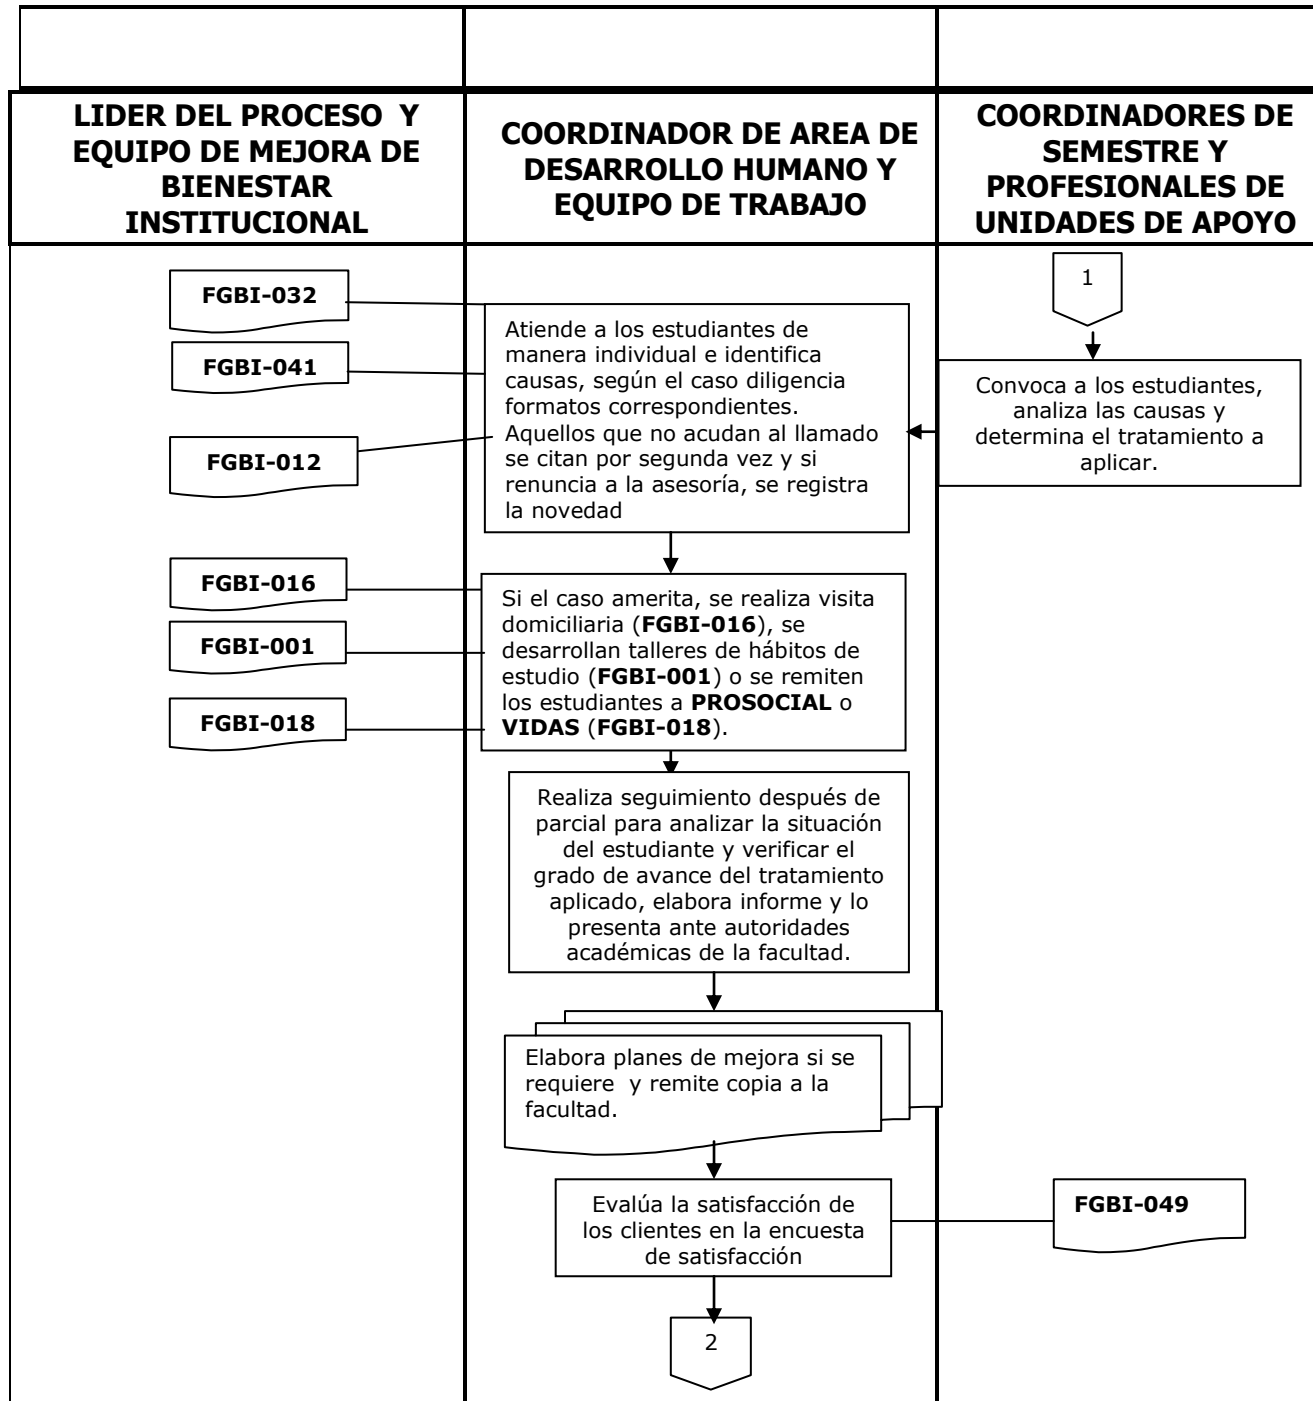 LIDER DEL PROCESO Y
EQUIPO DE MEJORA DE
BIENESTAR
INSTITUCIONAL
COORDINADOR DE AREA DE
DESARROLLO HUMANO Y
EQUIPO DE TRABAJO
COORDINADORES DE
SEMESTRE Y
PROFESIONALES DE
UNIDADES DE APOYO
1
Convoca a los estudiantes,
analiza las causas y
determina el tratamiento a
aplicar.
FGBI-032
FGBI-041
FGBI-012
Atiende a los estudiantes de
manera individual e identifica
causas, según el caso diligencia
formatos correspondientes.
Aquellos que no acudan al llamado
se citan por segunda vez y si
renuncia a la asesoría, se registra
la novedad
FGBI-016
FGBI-001
FGBI-018
Si el caso amerita, se realiza visita
domiciliaria (FGBI-016), se
desarrollan talleres de hábitos de
estudio (FGBI-001) o se remiten
los estudiantes a PROSOCIAL o
VIDAS (FGBI-018).
Realiza seguimiento después de
parcial para analizar la situación
del estudiante y verificar el
grado de avance del tratamiento
aplicado, elabora informe y lo
presenta ante autoridades
académicas de la facultad.
Elabora planes de mejora si se
requiere y remite copia a la
facultad.
Evalúa la satisfacción de
los clientes en la encuesta
de satisfacción
FGBI-049
2